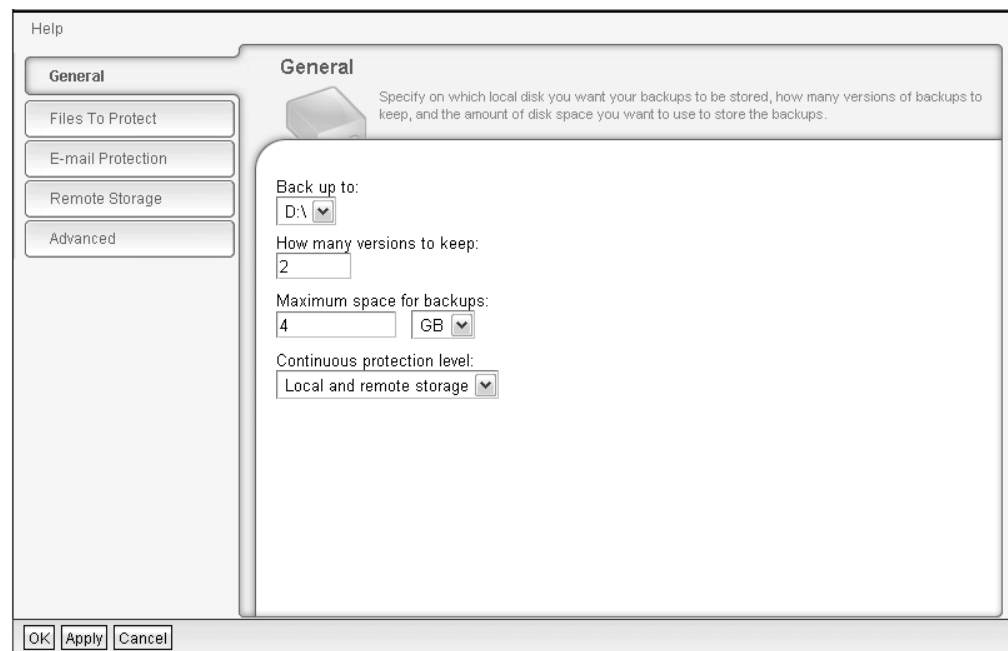 Help
General
Files To Protect
E-mail Protection
Remote Storage
Advanced
General
Specify on which local disk you want your backups to be stored, how many versions of backups to
keep, and the amount of disk space you want to use to store the backups.
Back up to:
D:\
How many versions to keep:
2
Maximum space for backups:
4 GB
Continuous protection level:
Local and remote storage
OK Apply Cancel